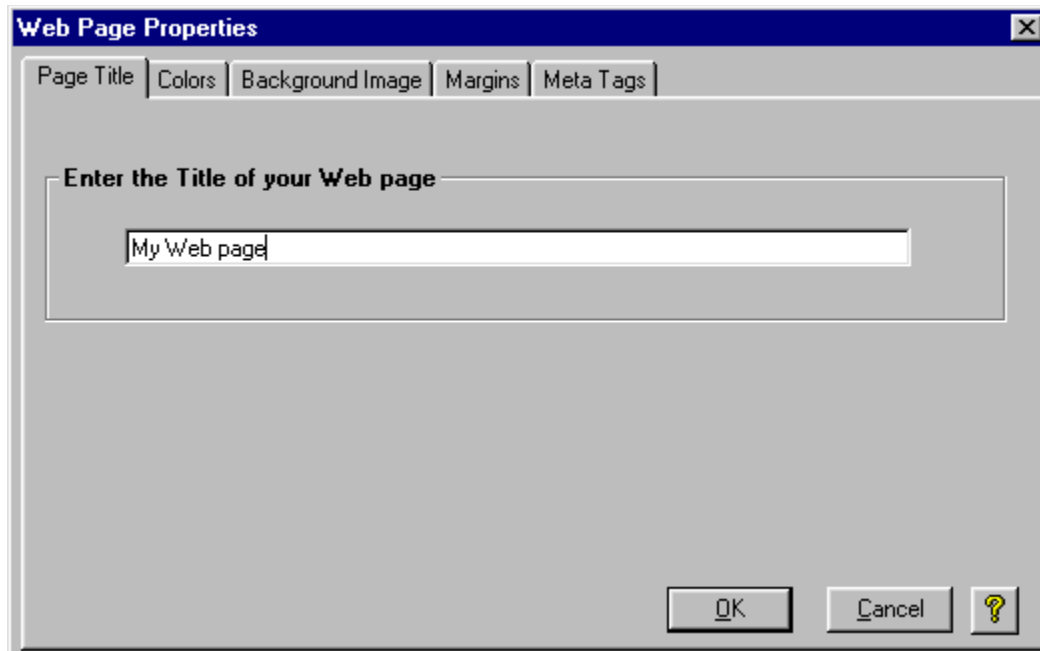 Web Page Properties
Page Title Colors Background Image Margins Meta Tags
Enter the Title of your Web page
My Web page
OK Cancel ?